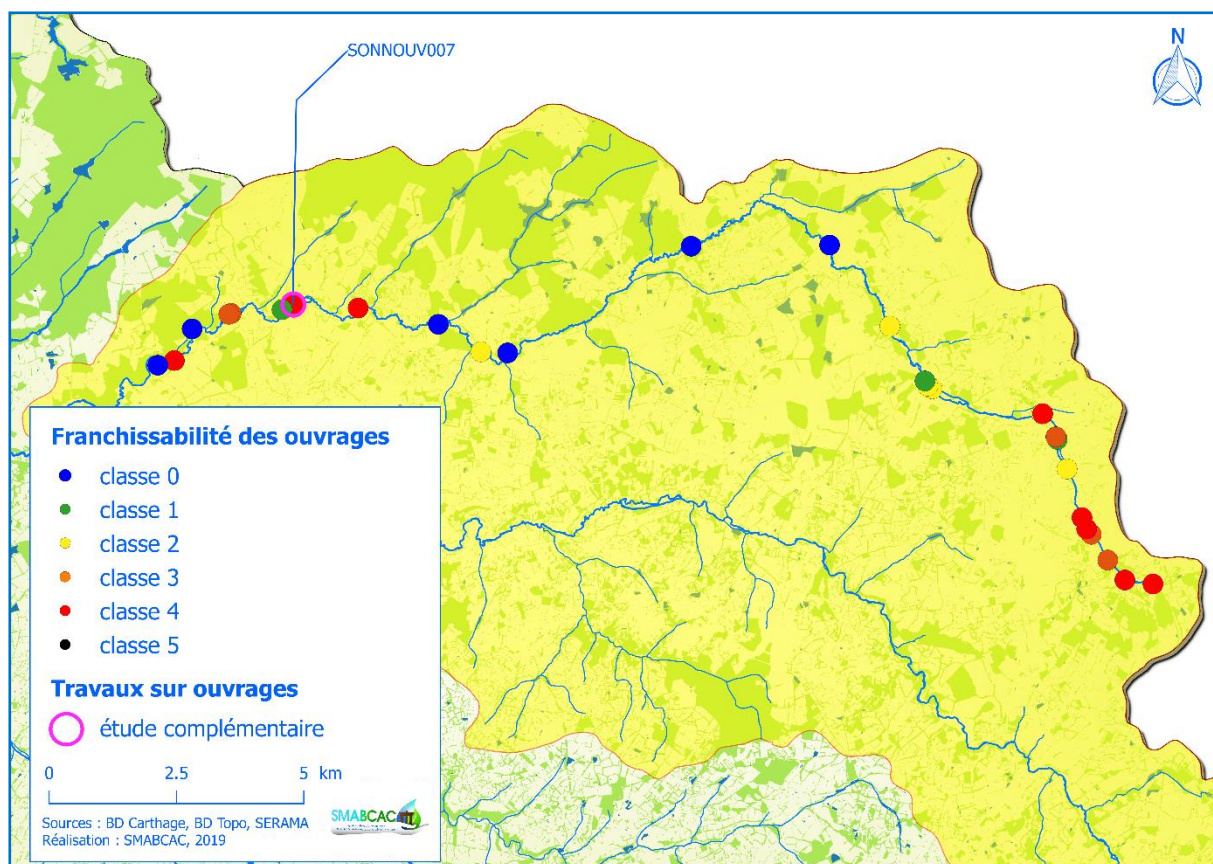 SONNOUV007
N
Franchissabilité des ouvrages
classe 0
classe 1
classe 2
classe 3
classe 4
classe 5
Travaux sur ouvrages
étude complémentaire
0 2.5 5 km
Sources : BD Carthage, BD Topo, SERAMA
Réalisation : SMABCAC, 2019
SMABCAC